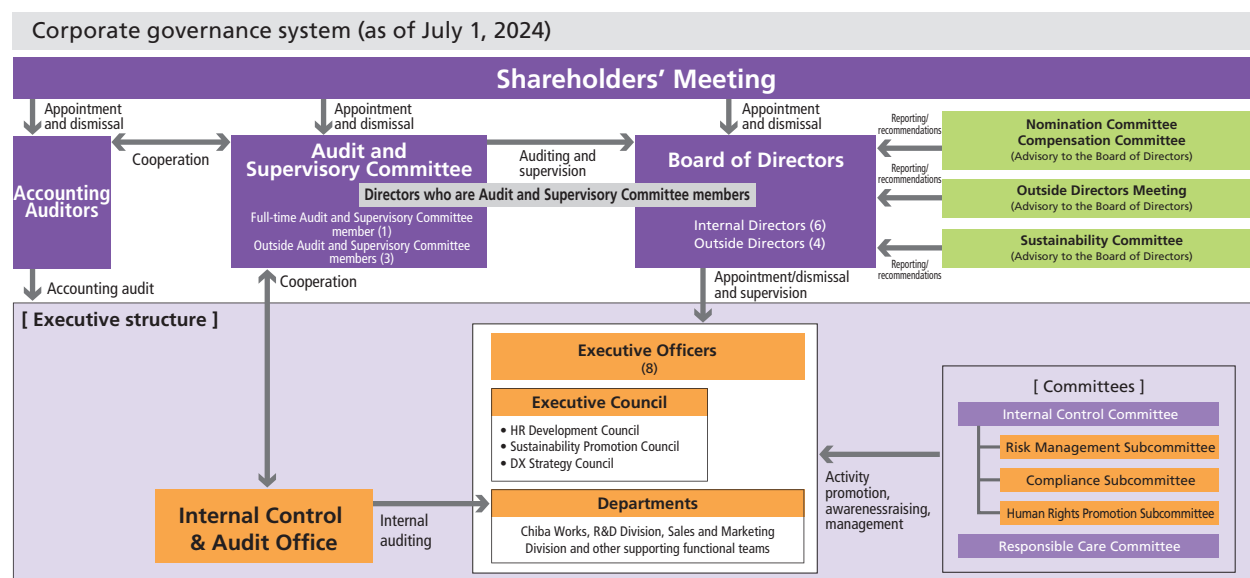 Corporate governance system (as of July 1, 2024)
Shareholders' Meeting
Appointment
and dismissal
Appointment
and dismissal
Appointment
and dismissal
Accounting
Auditors
Cooperation
Audit and
Supervisory Committee
Full-time Audit and Supervisory Committee
member (1)
Outside Audit and Supervisory Committee
members (3)
Auditing and
supervision
Directors who are Audit and Supervisory Committee members
Board of Directors
Internal Directors (6)
Outside Directors (4)
Reporting/
recommendations
Nomination Committee
Compensation Committee
(Advisory to the Board of Directors)
Reporting/
recommendations
Outside Directors Meeting
(Advisory to the Board of Directors)
Sustainability Committee
(Advisory to the Board of Directors)
Reporting/
recommendations
Accounting audit
Cooperation
Appointment/dismissal
and supervision
[ Executive structure ]
Executive Officers
(8)
Executive Council
• HR Development Council
• Sustainability Promotion Council
• DX Strategy Council
Departments
Chiba Works, R&D Division, Sales and Marketing
Division and other supporting functional teams
Internal Control
& Audit Office
Internal
auditing
Activity
promotion,
awarenessraising,
management
[ Committees ]
Internal Control Committee
Risk Management Subcommittee
Compliance Subcommittee
Human Rights Promotion Subcommittee
Responsible Care Committee